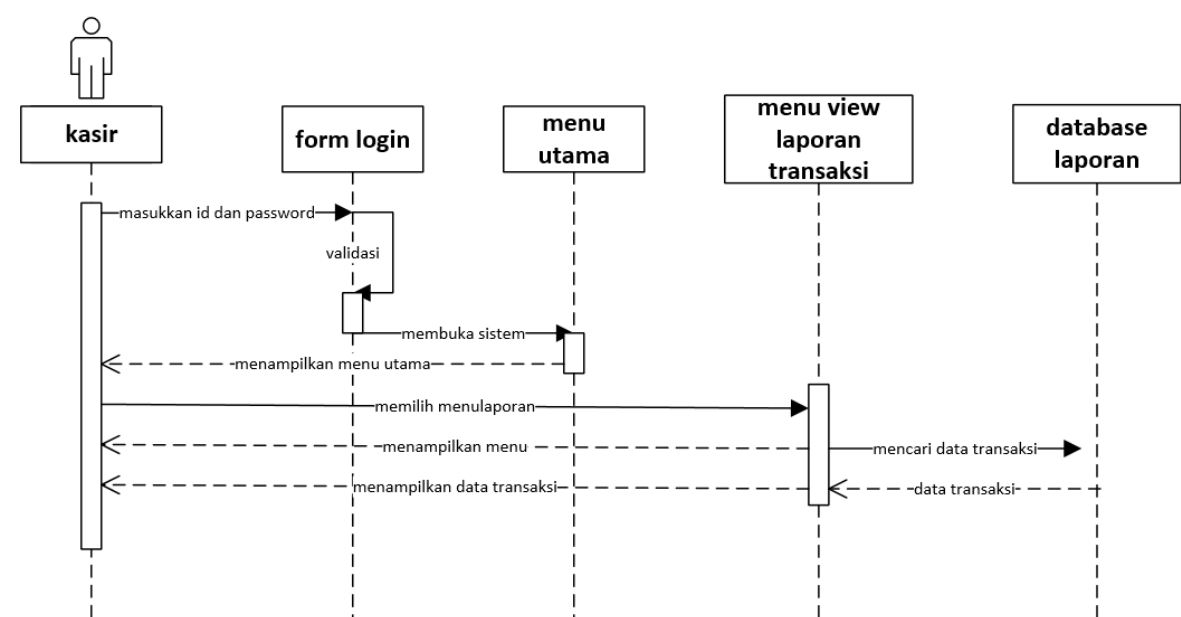 kasir
form login
menu
utama
menu view
laporan
transaksi
database
laporan
masukkan id dan password
validasi
membuka sistem
menampilkan menu utama
memilih menulaporan
menampilkan menu
mencari data transaksi
menampilkan data transaksi
data transaksi